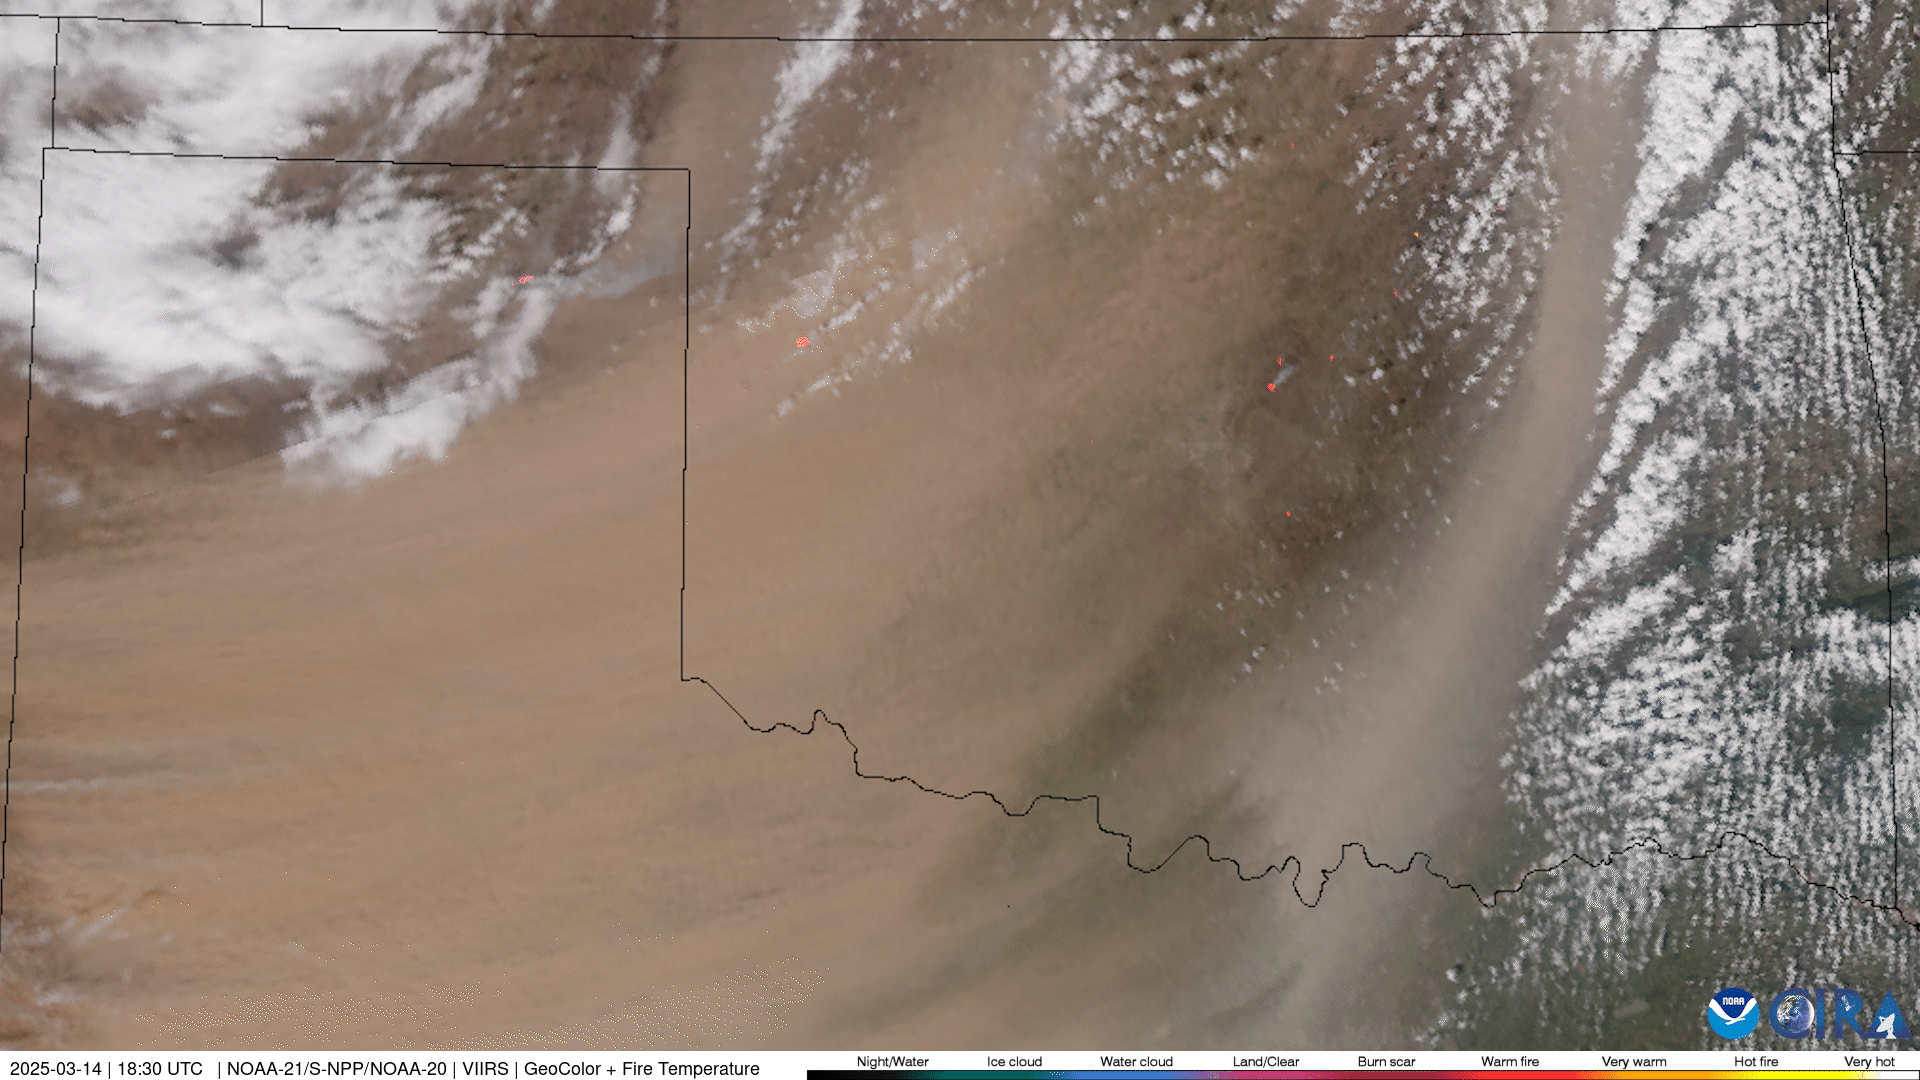 NOAA
CIRA
2025-03-14 | 18:30 UTC | NOAA-21/S-NPP/NOAA-20 | VIIRS | GeoColor + Fire Temperature
Night/Water Ice cloud Water cloud Land/Clear Burn scar Warm fire Very warm Hot fire Very hot